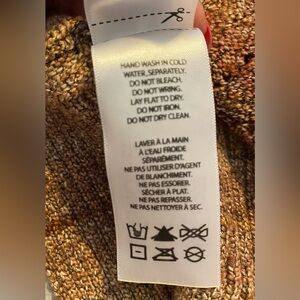 HAND WASH IN COLD
WATER, SEPARATELY.
DO NOT BLEACH.
DO NOT WRING.
LAY FLAT TO DRY.
DO NOT IRON.
DO NOT DRY CLEAN.
LAVER À LA MAIN
À L'EAU FROIDE
SÉPARÉMENT.
NE PAS UTILISER D'AGENT
DE BLANCHIMENT.
NE PAS ESSORER.
SÉCHER À PLAT.
NE PAS REPASSER.
NE PAS NETTOYER À SEC.